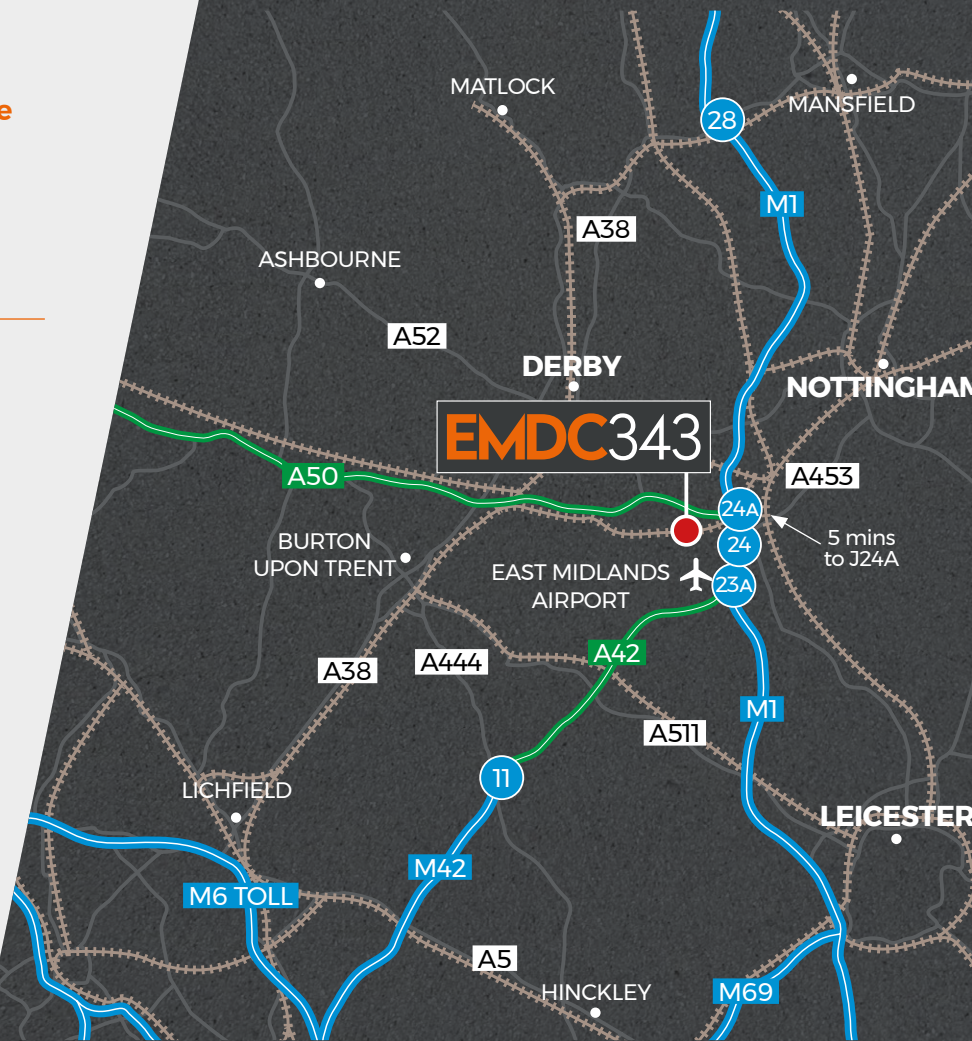 e
MATLOCK
MANSFIELD
28
M1
A38
ASHBOURNE
A52
DERBY
NOTTINGHAM
EMDC343
A50
A453
24A
BURTON
UPON TRENT
24
5 mins
to J24A
EAST MIDLANDS
AIRPORT
23A
A42
A444
A38
M1
A511
11
LICHFIELD
LEICESTER
M42
M6 TOLL
A5
HINCKLEY
M69